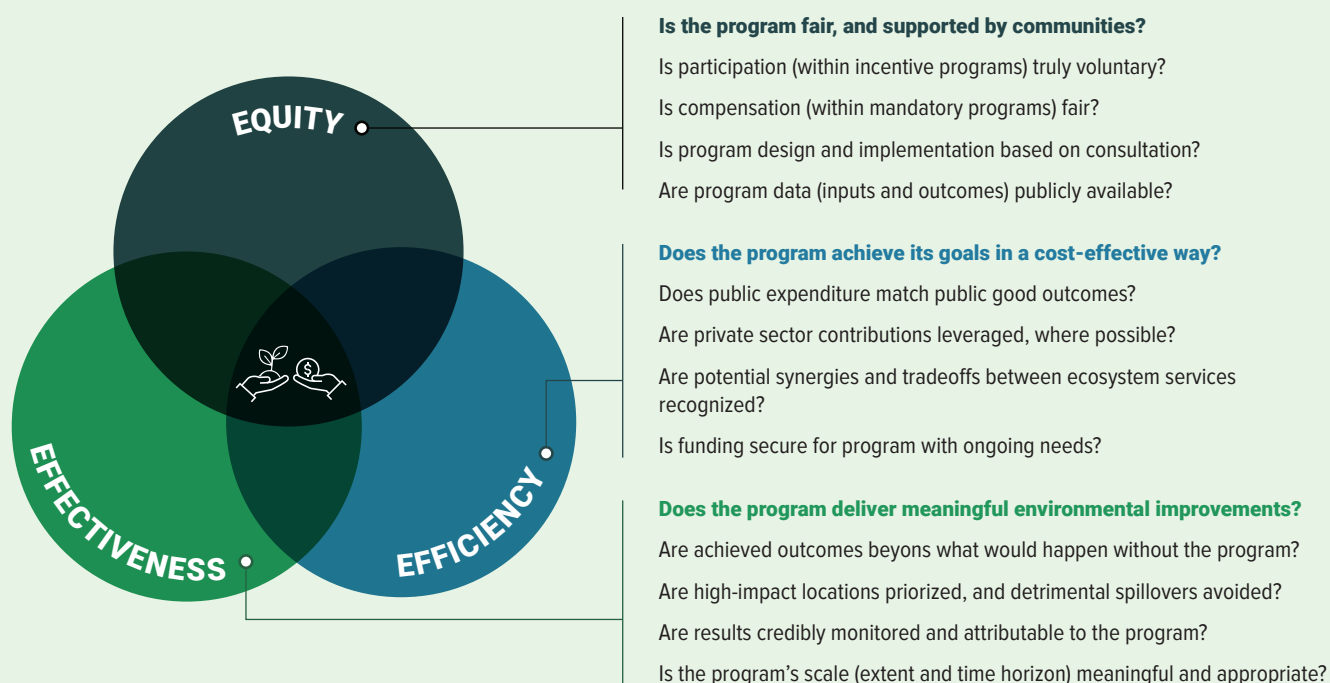 EQUITY
Is the program fair, and supported by communities?
Is participation (within incentive programs) truly voluntary?
Is compensation (within mandatory programs) fair?
Is program design and implementation based on consultation?
Are program data (inputs and outcomes) publicly available?
EFFICIENCY
Does the program achieve its goals in a cost-effective way?
Does public expenditure match public good outcomes?
Are private sector contributions leveraged, where possible?
Are potential synergies and tradeoffs between ecosystem services
recognized?
Is funding secure for program with ongoing needs?
EFFECTIVENESS
Does the program deliver meaningful environmental improvements?
Are achieved outcomes beyons what would happen without the program?
Are high-impact locations priorized, and detrimental spillovers avoided?
Are results credibly monitored and attributable to the program?
Is the program’s scale (extent and time horizon) meaningful and appropriate?
$